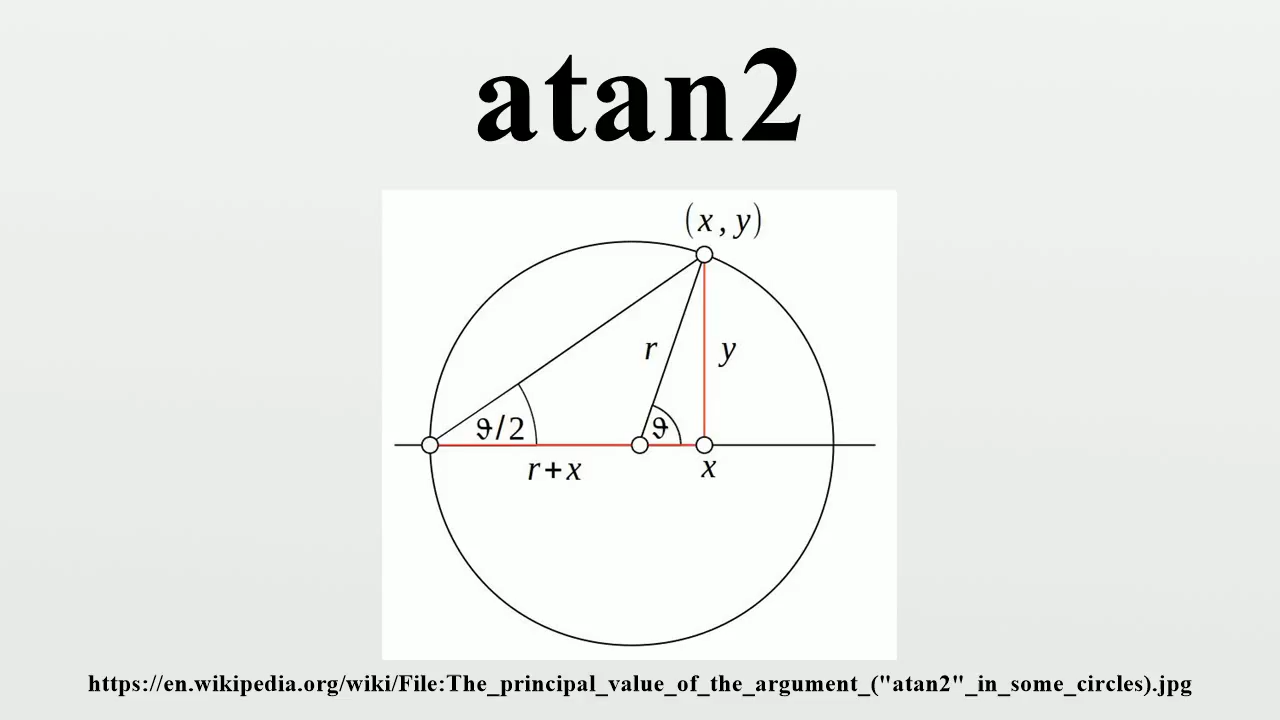 atan2
(x , y)
r
y
ϑ/2
ϑ
r+x
x
https://en.wikipedia.org/wiki/File:The_principal_value_of_the_argument_("atan2"_in_some_circles).jpg